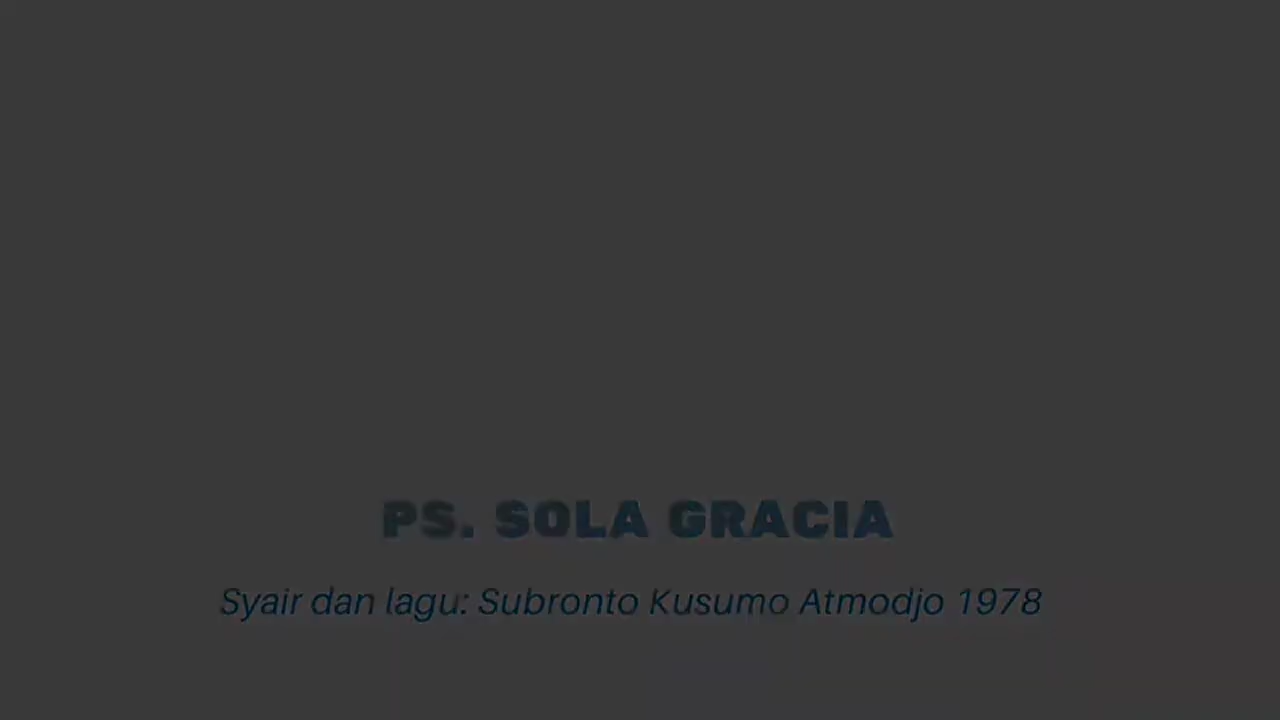 PS. SOLA GRACIA
Syair dan lagu: Subronto Kusumo Atmodjo 1978